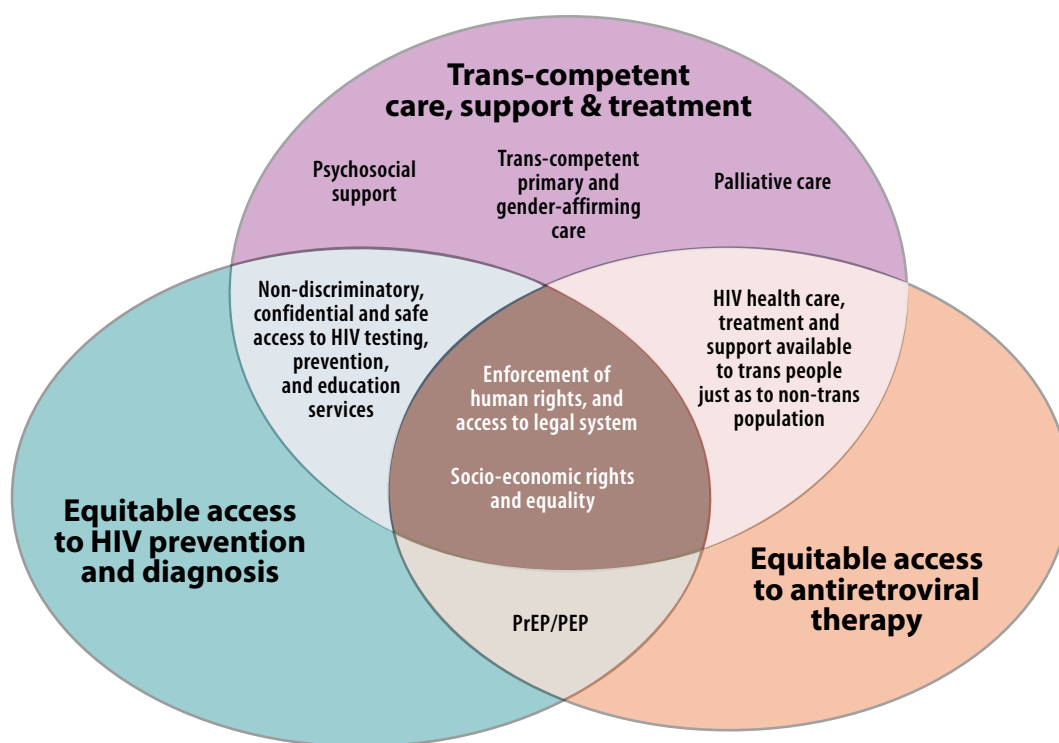 Trans-competent
care, support & treatment
Psychosocial
support
Trans-competent
primary and
gender-affirming
care
Palliative care
Non-discriminatory,
confidential and safe
access to HIV testing,
prevention,
and education
services
HIV health care,
treatment and
support available
to trans people
just as to non-trans
population
Enforcement of
human rights, and
access to legal system
Socio-economic rights
and equality
Equitable access
to HIV prevention
and diagnosis
Equitable access
to antiretroviral
therapy
PrEP/PEP